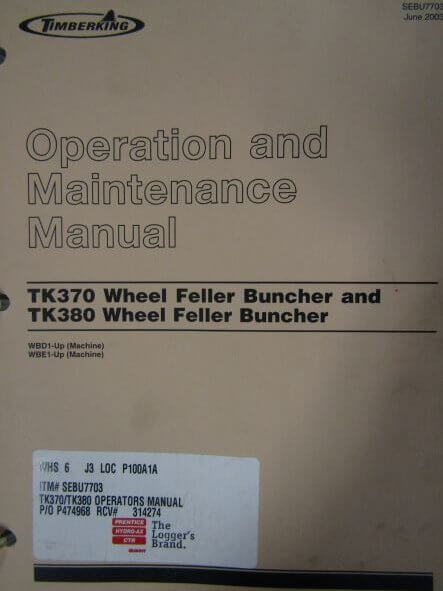 SEBU7703
June 2003
TIMBERKING
Operation and
Maintenance
Manual
TK370 Wheel Feller Buncher and
TK380 Wheel Feller Buncher
WBD1-Up (Machine)
WBE1-Up (Machine)
WHS 6 J3 LOC P100A1A
ITM# SEBU7703
TK370/TK380 OPERATORS MANUAL
P/O P474968 RCV# 314274
PRENTICE
HYDRO-AX
CTR
The
Logger's
Brand.